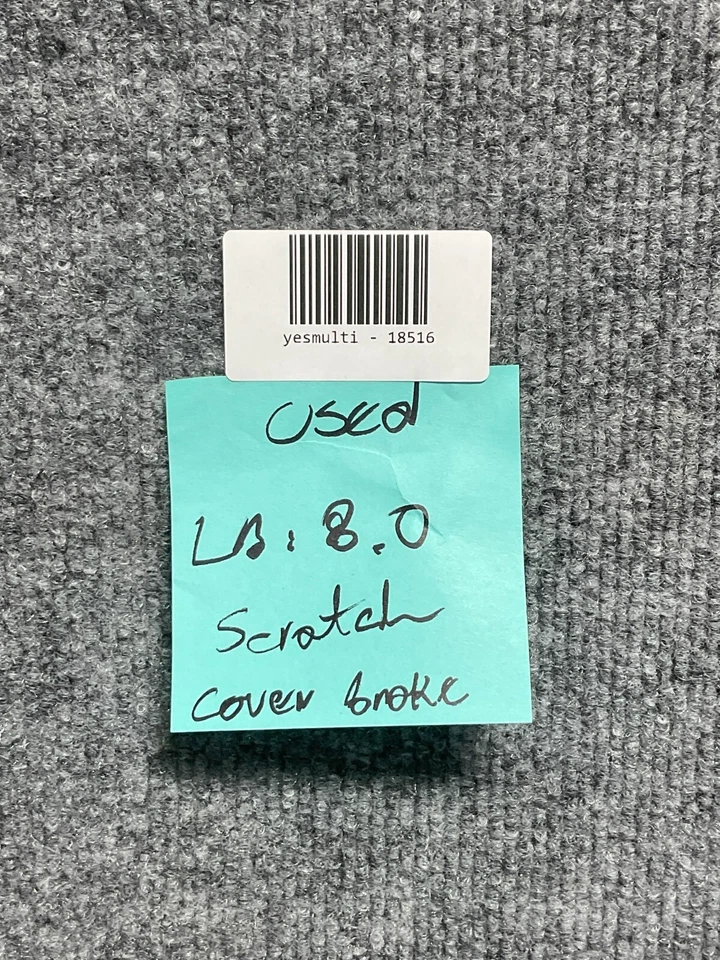 yesmulti - 18516
Used
LB: 8.0
Scratch
Cover broke